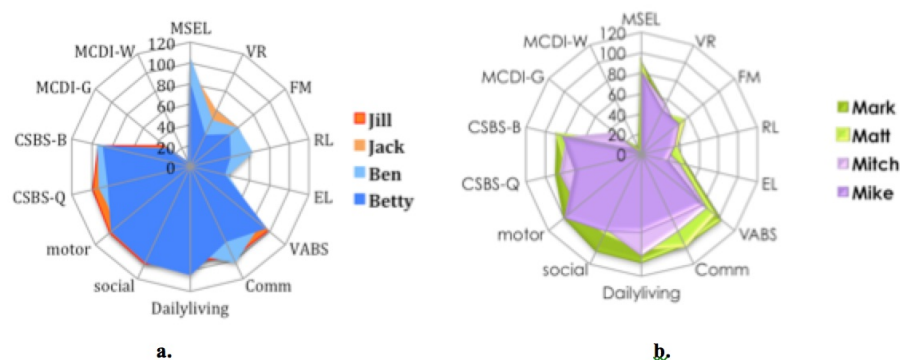 MSEL
120
100
80
60
40
20
0
VR
FM
RL
EL
VABS
Comm
Dailyliving
social
motor
CSBS-Q
CSBS-B
MCDI-G
MCDI-W
Jill
Jack
Ben
Betty
a.
MSEL
120
100
80
60
40
20
0
VR
FM
RL
EL
VABS
Comm
Dailyliving
social
motor
CSBS-Q
CSBS-B
MCDI-G
MCDI-W
Mark
Matt
Mitch
Mike
b.